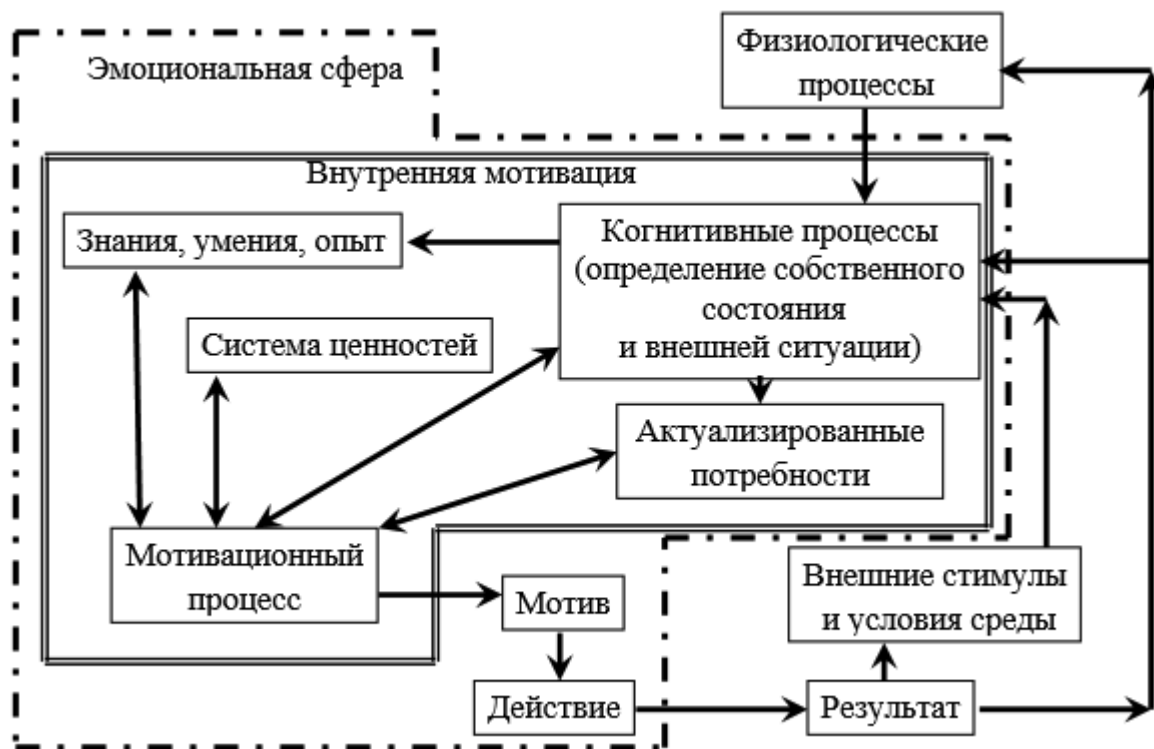 Физиологические
процессы
Эмоциональная сфера
Внутренняя мотивация
Знания, умения, опыт
Когнитивные процессы
(определение собственного
состояния
и внешней ситуации)
Система ценностей
Актуализированные
потребности
Мотивационный
процесс
Мотив
Внешние стимулы
и условия среды
Действие
Результат